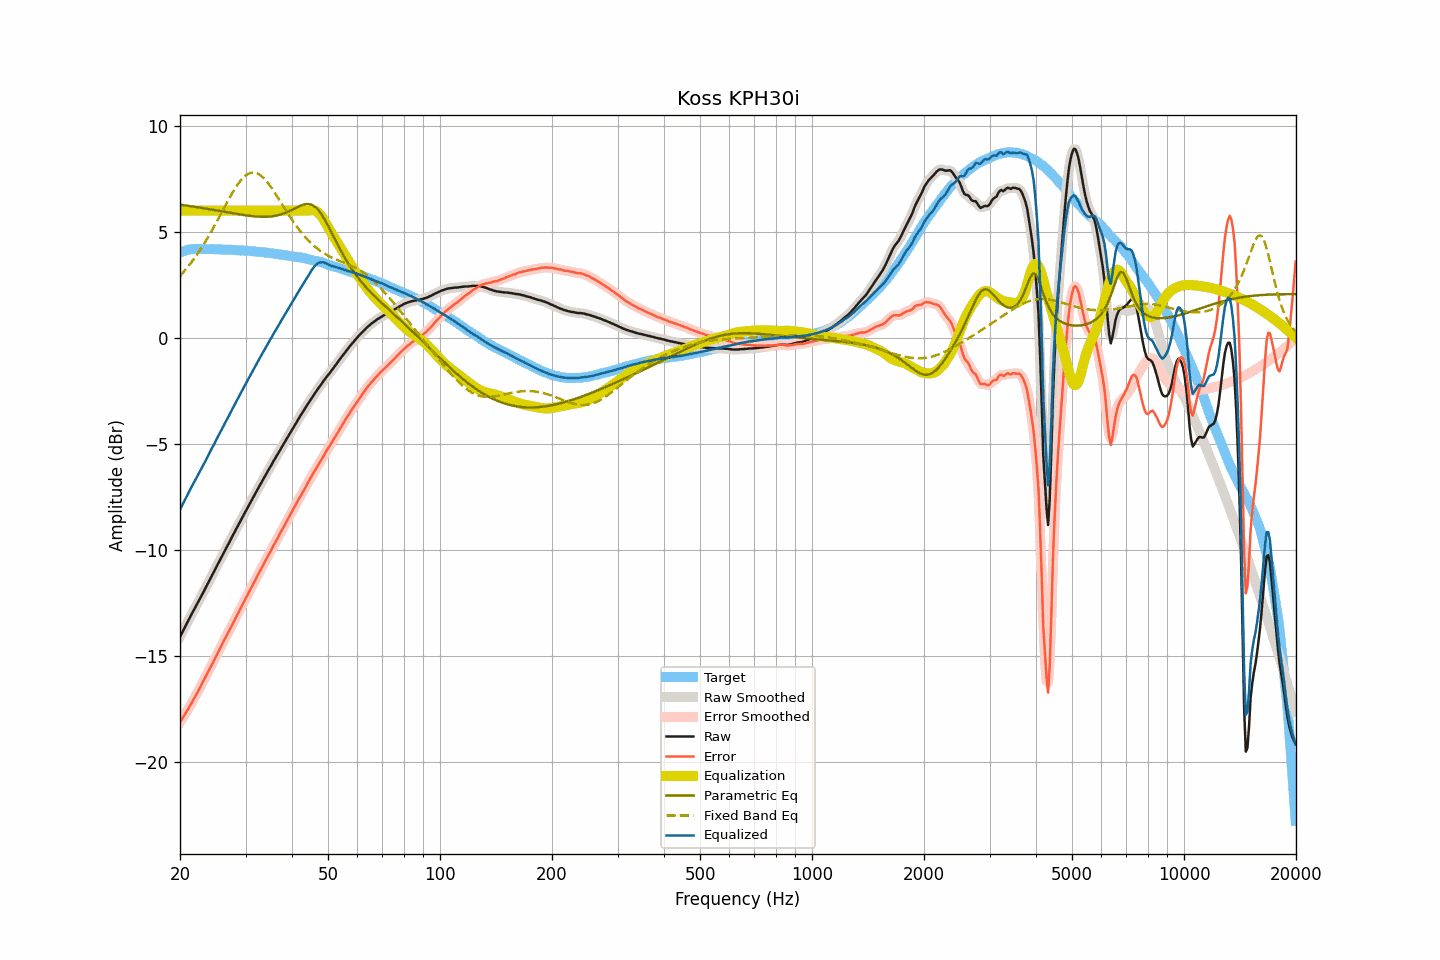 Koss KPH30i
10
5
0
−5
−10
−15
−20
Amplitude (dBr)
Target
Raw Smoothed
Error Smoothed
Raw
Error
Equalization
Parametric Eq
Fixed Band Eq
Equalized
20 50 100 200 500 1000 2000 5000 10000 20000
Frequency (Hz)